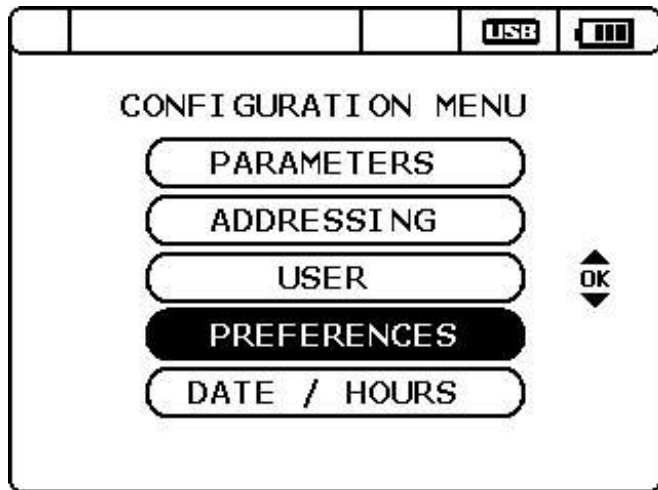 USB
CONFIGURATION MENU
PARAMETERS
ADDRESSING
USER
OK
PREFERENCES
DATE / HOURS